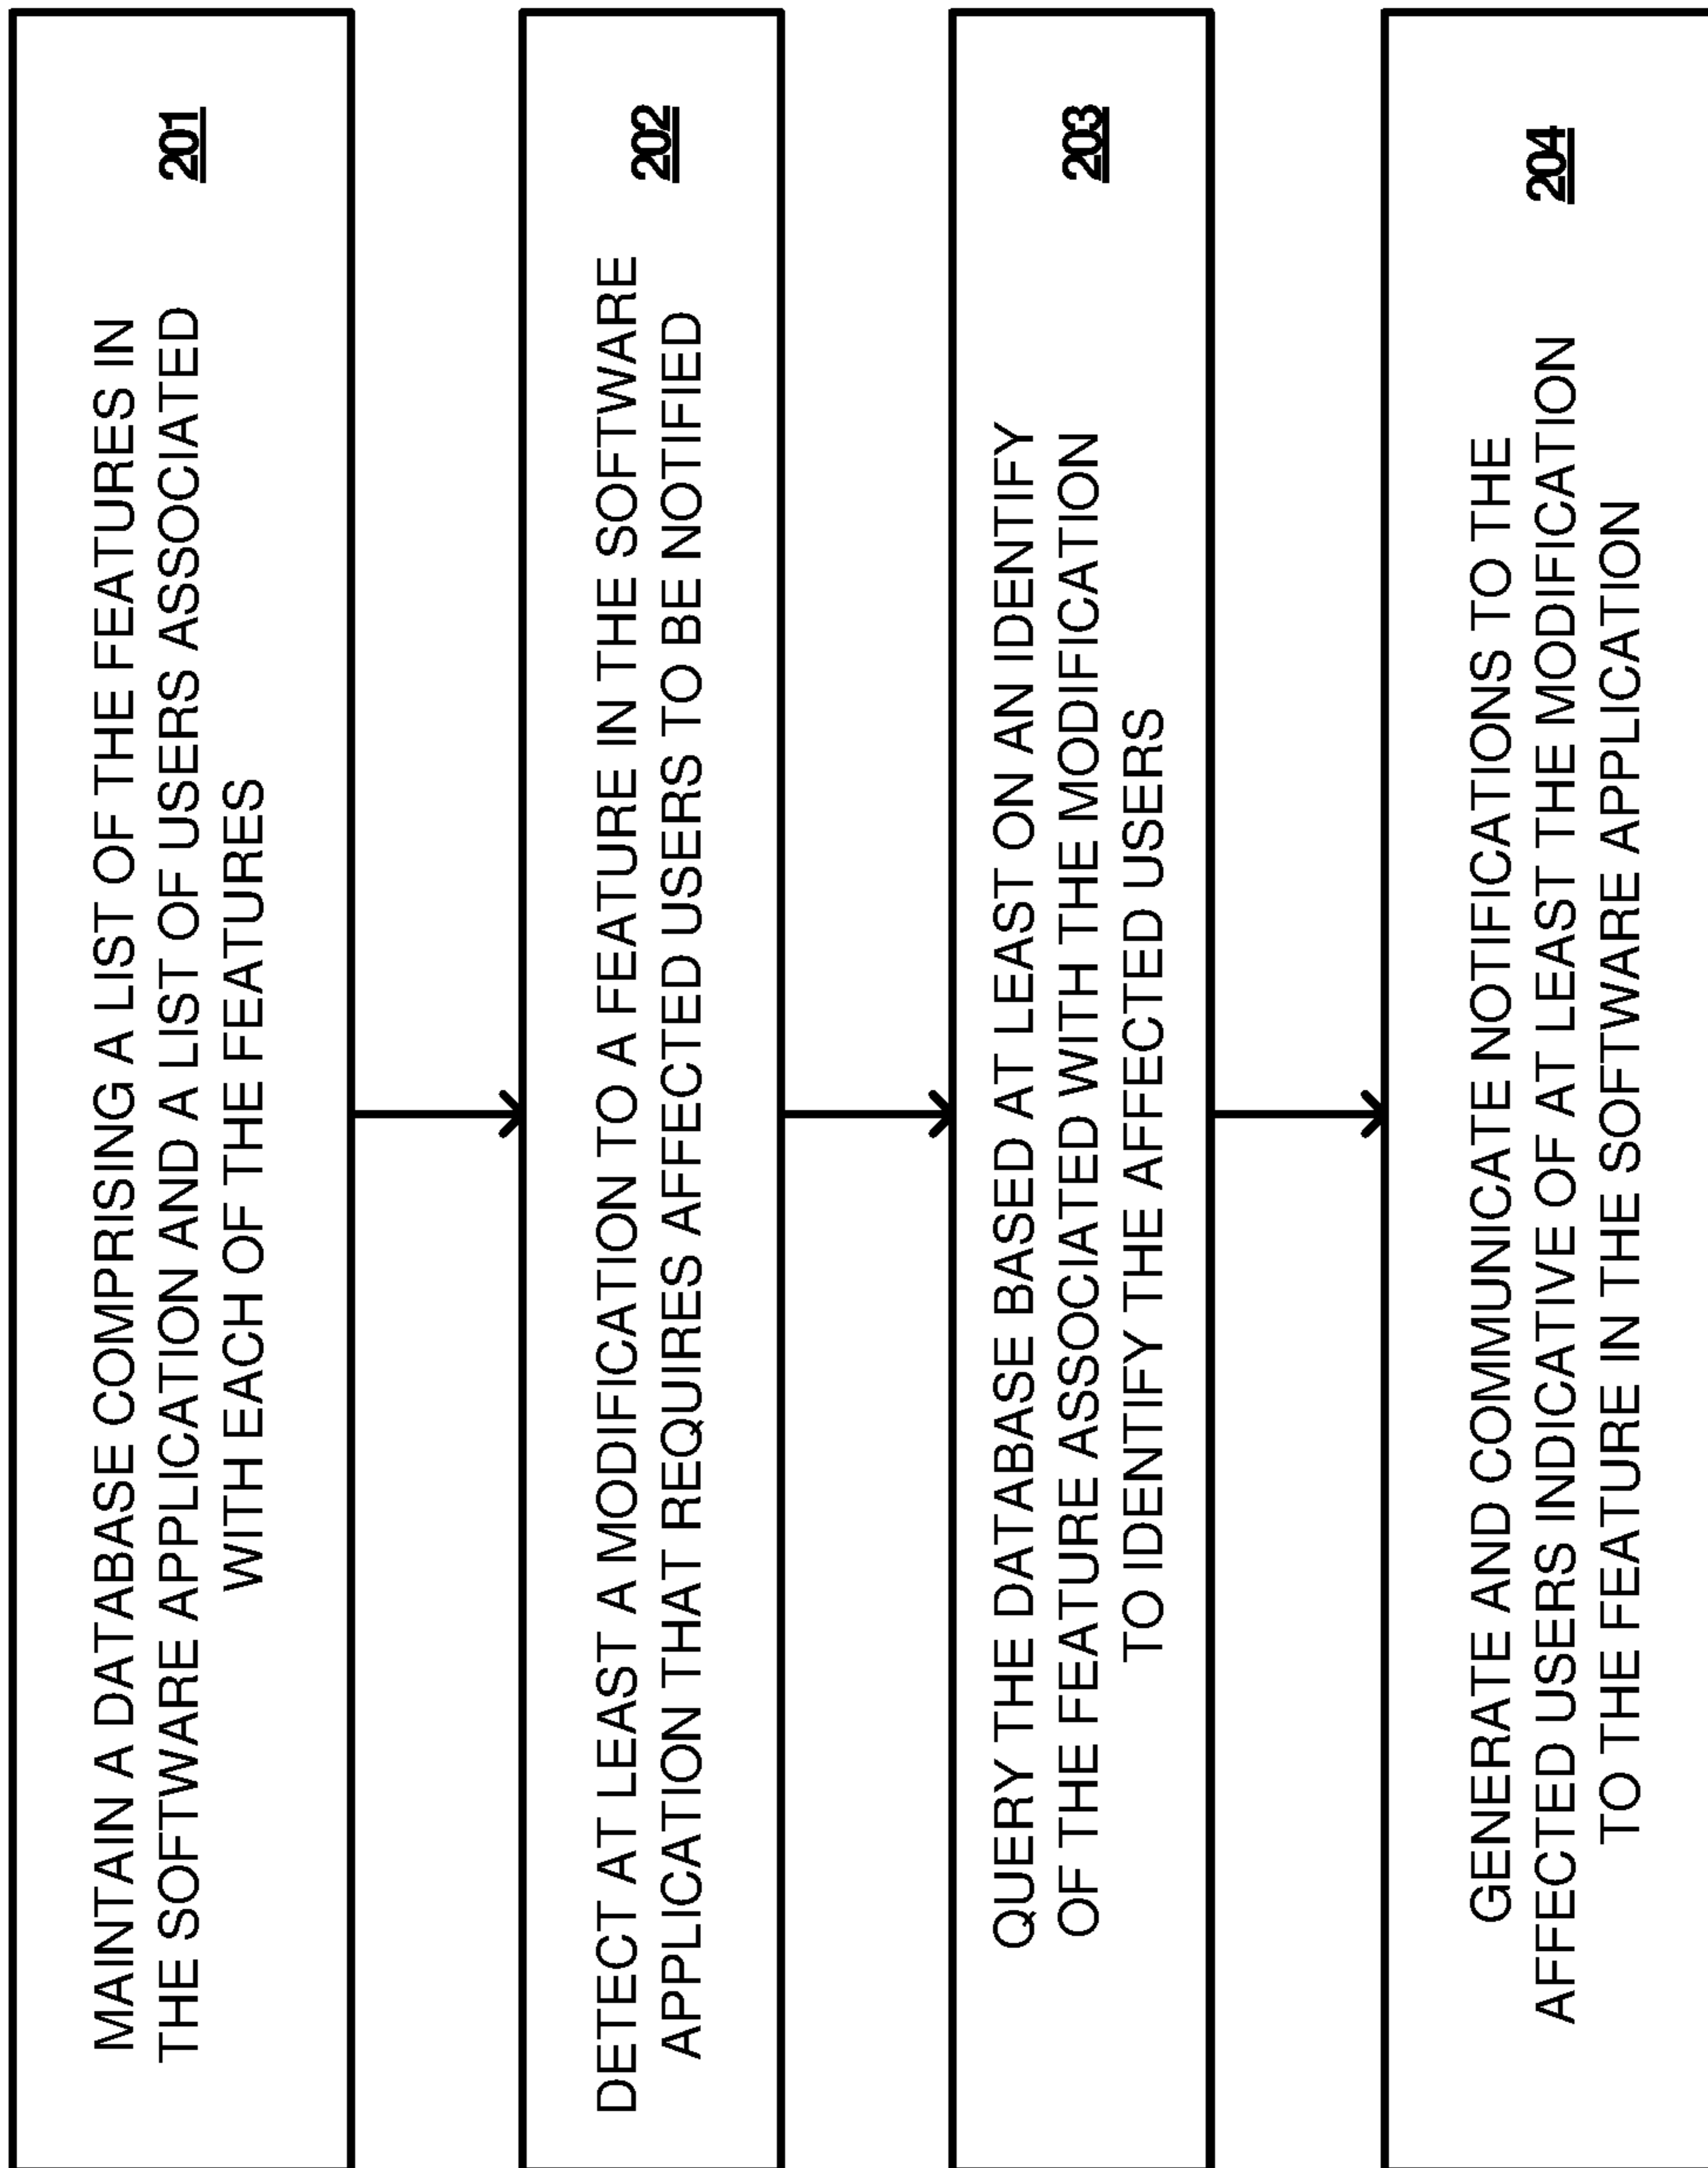 MAINTAIN A DATABASE COMPRISING A LIST OF THE FEATURES IN
THE SOFTWARE APPLICATION AND A LIST OF USERS ASSOCIATED
WITH EACH OF THE FEATURES
201
DETECT AT LEAST A MODIFICATION TO A FEATURE IN THE SOFTWARE
APPLICATION THAT REQUIRES AFFECTED USERS TO BE NOTIFIED
202
QUERY THE DATABASE BASED AT LEAST ON AN IDENTIFY
OF THE FEATURE ASSOCIATED WITH THE MODIFICATION
TO IDENTIFY THE AFFECTED USERS
203
GENERATE AND COMMUNICATE NOTIFICATIONS TO THE
AFFECTED USERS INDICATIVE OF AT LEAST THE MODIFICATION
TO THE FEATURE IN THE SOFTWARE APPLICATION
204